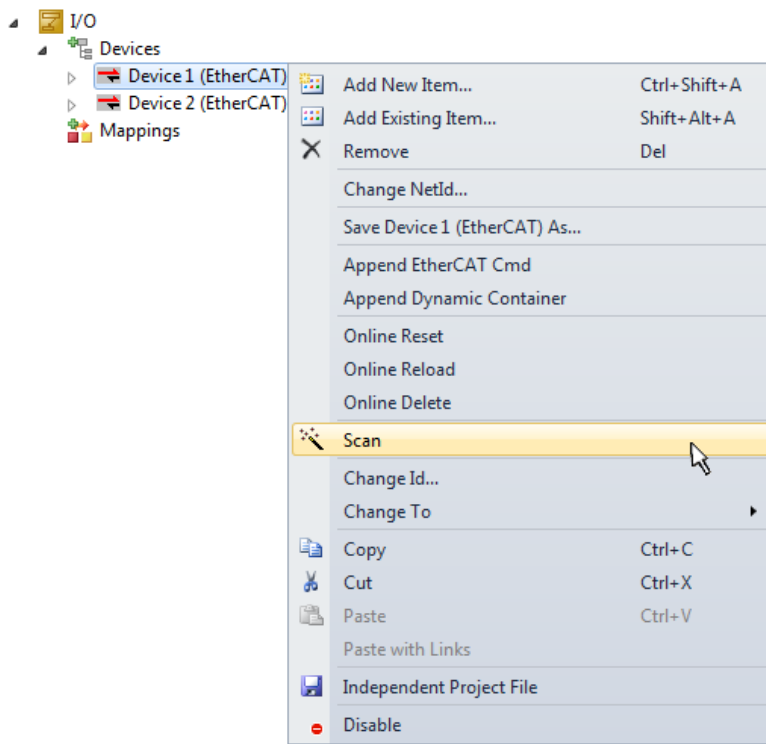 I/O
Devices
Device 1 (EtherCAT)
Device 2 (EtherCAT)
Mappings
Add New Item... Ctrl+Shift+A
Add Existing Item... Shift+Alt+A
Remove Del
Change NetId...
Save Device 1 (EtherCAT) As...
Append EtherCAT Cmd
Append Dynamic Container
Online Reset
Online Reload
Online Delete
Scan
Change Id...
Change To
Copy Ctrl+C
Cut Ctrl+X
Paste Ctrl+V
Paste with Links
Independent Project File
Disable